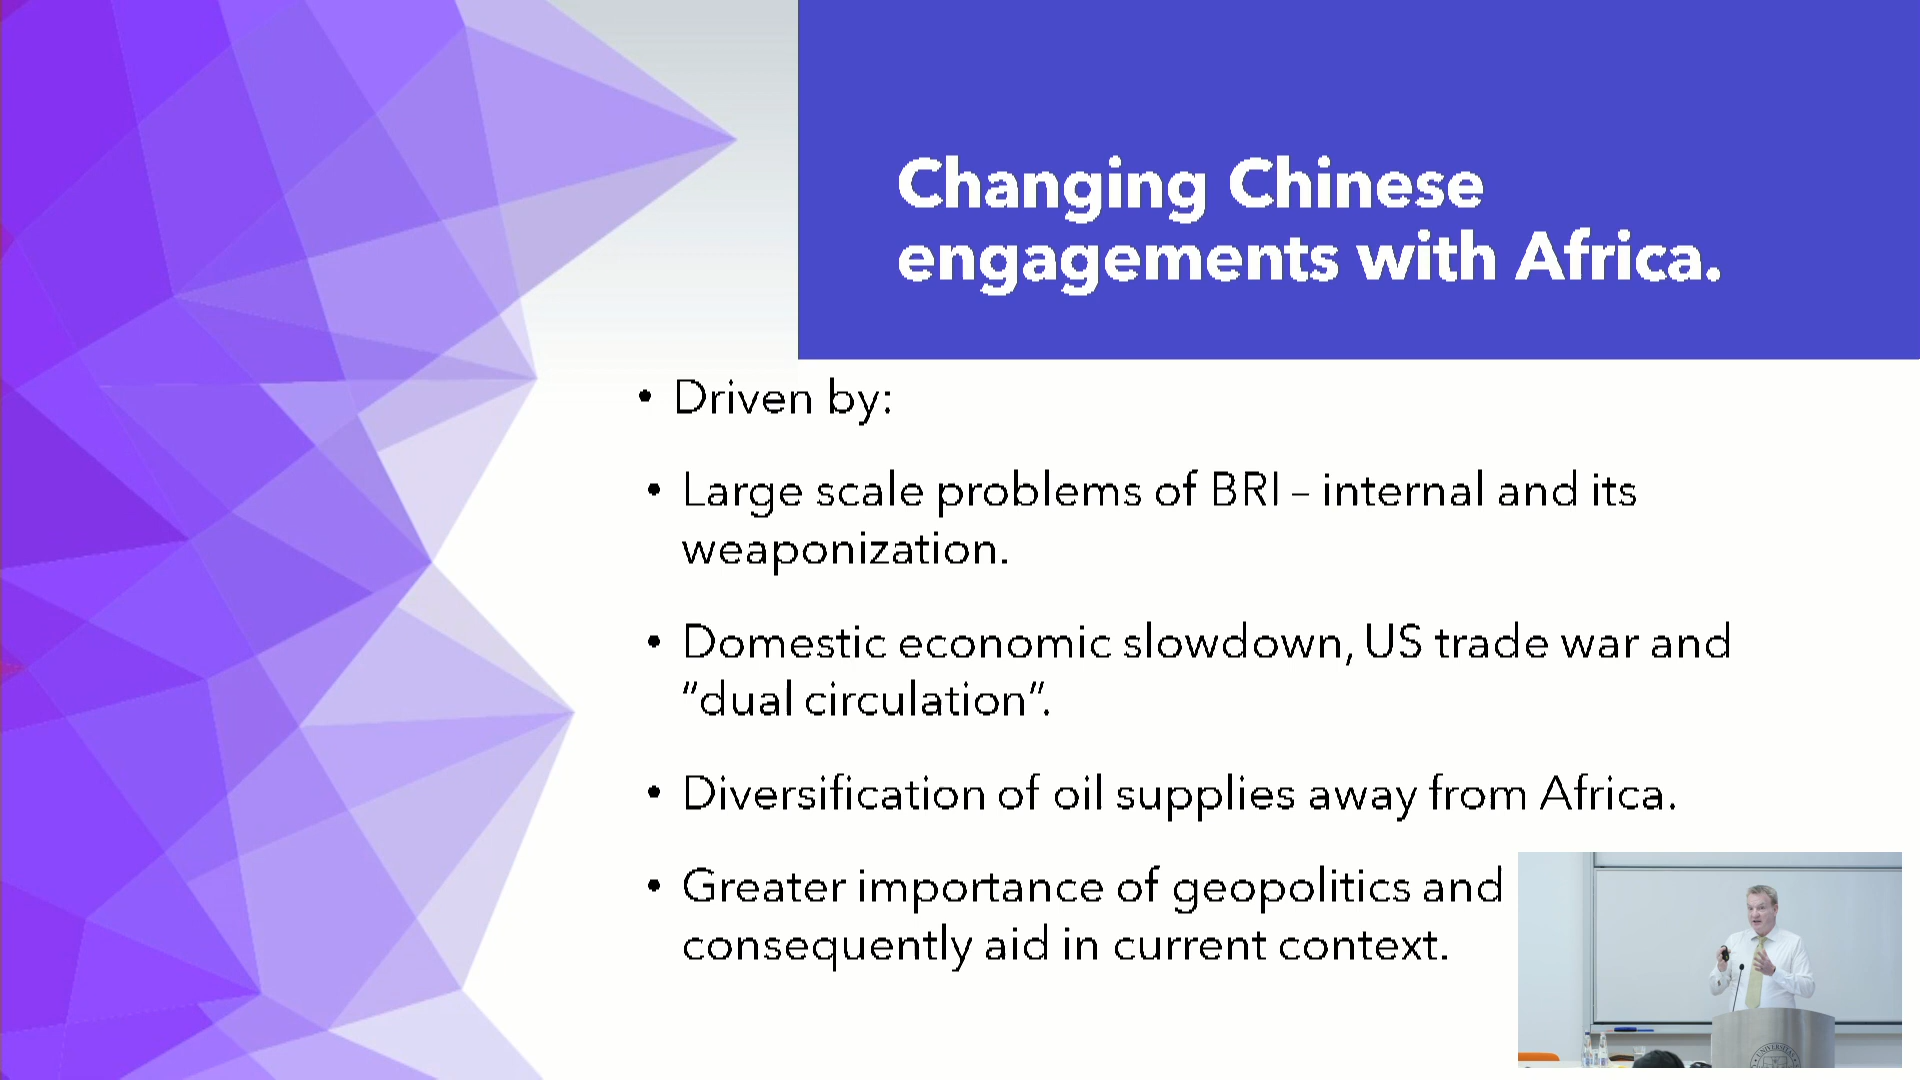 Changing Chinese
engagements with Africa.
• Driven by:
• Large scale problems of BRI – internal and its
weaponization.
• Domestic economic slowdown, US trade war and
“dual circulation”.
• Diversification of oil supplies away from Africa.
• Greater importance of geopolitics and
consequently aid in current context.